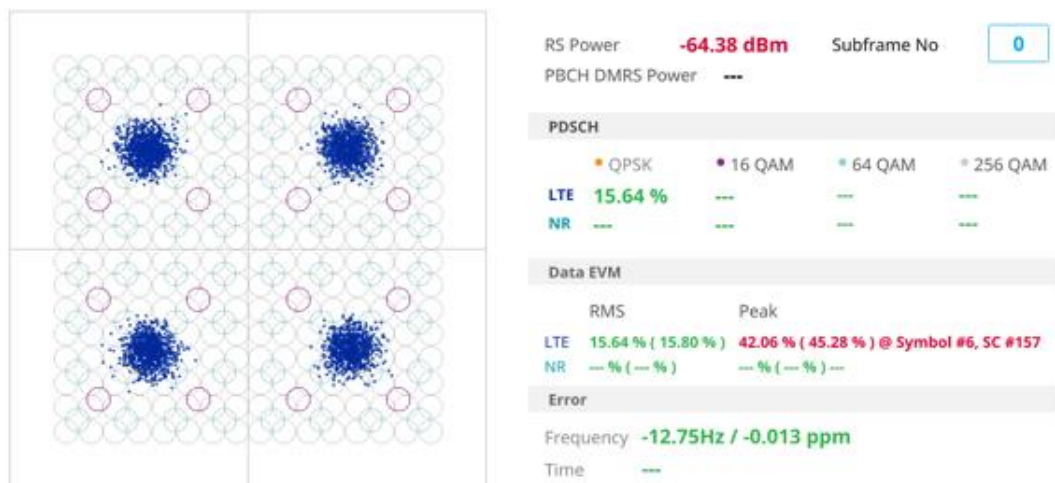 RS Power -64.38 dBm Subframe No 0
PBCH DMRS Power ---
PDSCH
QPSK 16 QAM 64 QAM 256 QAM
LTE 15.64 % --- --- ---
NR --- --- --- ---
Data EVM
RMS Peak
LTE 15.64 % ( 15.80 % ) 42.06 % ( 45.28 % ) @ Symbol #6, SC #157
NR --- % ( --- % ) --- % ( --- % ) ---
Error
Frequency -12.75Hz / -0.013 ppm
Time ---